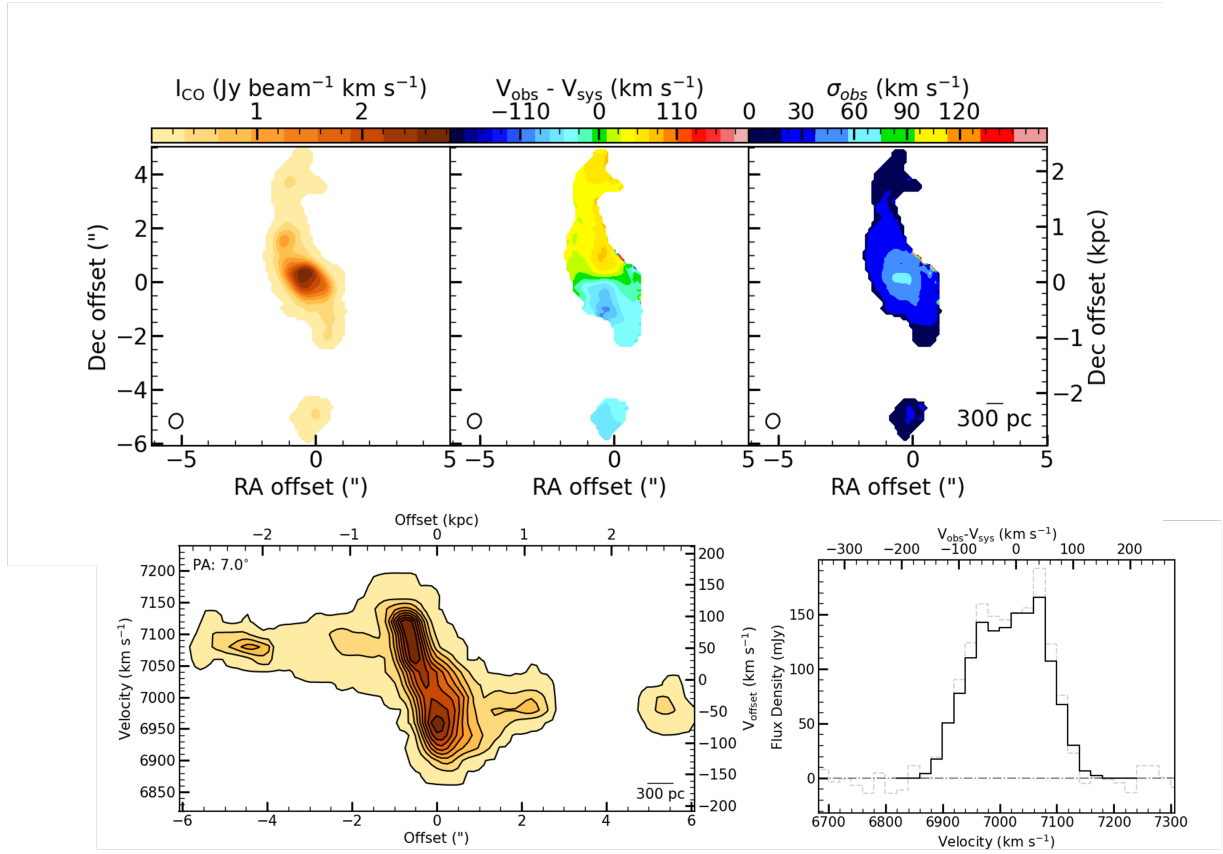 I_CO (Jy beam⁻¹ km s⁻¹) V_obs - V_sys (km s⁻¹) σ_obs (km s⁻¹)
1 2 −110 0 110 0 30 60 90 120
4 2
2 1
0 0
−2 −1
−4 −2
−6
Dec offset (") Dec offset (kpc)
300 pc
−5 0 5 −5 0 5 −5 0 5
RA offset (") RA offset (") RA offset (")
Offset (kpc)
−2 −1 0 1 2
PA: 7.0°
7200
7150
7100
7050
7000
6950
6900
6850
Velocity (km s⁻¹)
200
150
100
50
0
−50
−100
−150
−200
V_offset (km s⁻¹)
300 pc
−6 −4 −2 0 2 4 6
Offset (")
V_obs-V_sys (km s⁻¹)
−300 −200 −100 0 100 200
150
100
50
0
Flux Density (mJy)
6700 6800 6900 7000 7100 7200 7300
Velocity (km s⁻¹)